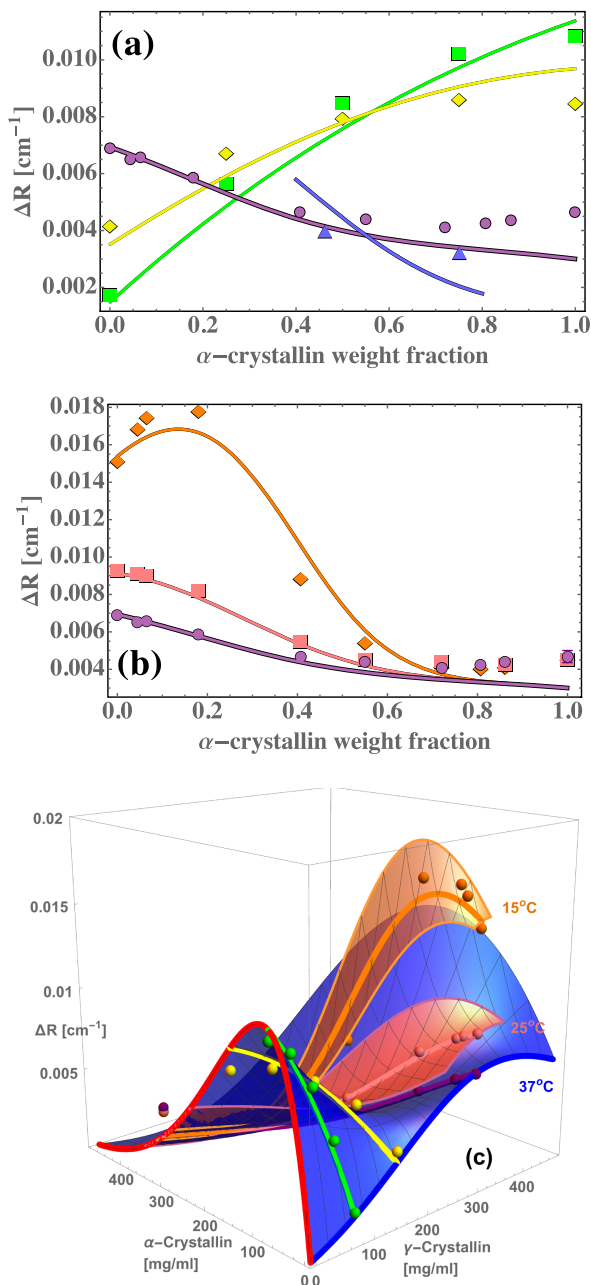 (a)
0.010
0.008
0.006
0.004
0.002
ΔR [cm⁻¹]
0.0 0.2 0.4 0.6 0.8 1.0
α−crystallin weight fraction
0.018
0.016
0.014
0.012
0.010
0.008
0.006
0.004
ΔR [cm⁻¹]
(b)
0.0 0.2 0.4 0.6 0.8 1.0
α−crystallin weight fraction
0.02
0.015
0.01
ΔR [cm⁻¹]
0.005
15°C
25°C
37°C
(c)
400
300
200
100
α−Crystallin
[mg/ml]
0.0
100
200
300
400
γ−Crystallin
[mg/ml]